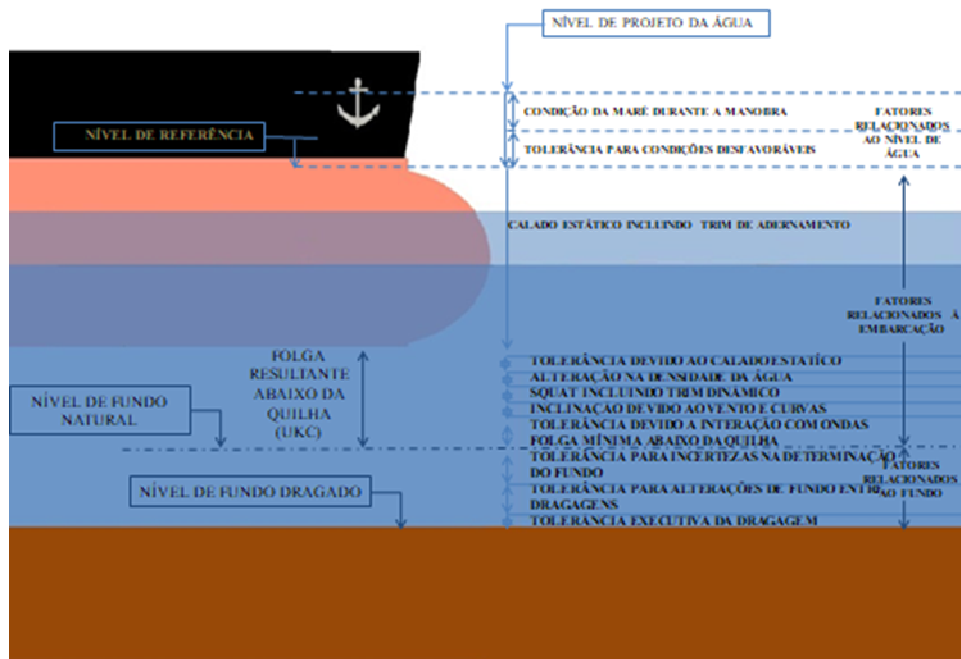 NÍVEL DE PROJETO DA ÁGUA
CONDIÇÃO DA MARÉ DURANTE A MANOBRA
FATORES
RELACIONADOS
AO NÍVEL DE
ÁGUA
NÍVEL DE REFERÊNCIA
TOLERÂNCIA PARA CONDIÇÕES DESFAVORÁVEIS
CALADO ESTÁTICO INCLUINDO TRIM DE ADERNAMENTO
FATORES
RELACIONADOS À
EMBARCAÇÃO
FOLGA
RESULTANTE
ABAIXO DA
QUILHA
(UKC)
TOLERÂNCIA DEVIDO AO CALADO ESTATÍCO
ALTERAÇÃO NA DENSIDADE DA ÁGUA
SQUAT INCLUINDO TRIM DINÂMICO
INCLINAÇÃO DEVIDO AO VENTO E CURVAS
TOLERÂNCIA DEVIDO A INTERAÇÃO COM ONDAS
FOLGA MÍNIMA ABAIXO DA QUILHA
NÍVEL DE FUNDO
NATURAL
TOLERÂNCIA PARA INCERTEZAS NA DETERMINAÇÃO
DO FUNDO
FATORES
RELACIONADOS
AO FUNDO
NÍVEL DE FUNDO DRAGADO
TOLERÂNCIA PARA ALTERAÇÕES DE FUNDO ENTRE
DRAGAGENS
TOLERÂNCIA EXECUTIVA DA DRAGAGEM